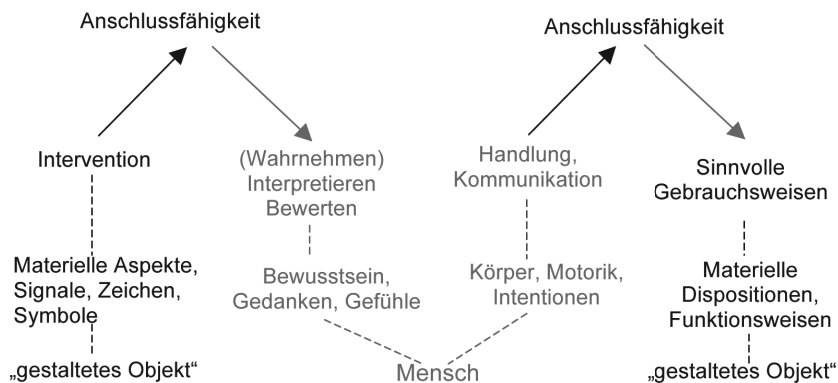 Anschlussfähigkeit
Anschlussfähigkeit
Intervention
(Wahrnehmen)
Interpretieren
Bewerten
Handlung,
Kommunikation
Sinnvolle
Gebrauchsweisen
Materielle Aspekte,
Signale, Zeichen,
Symbole
Bewusstsein,
Gedanken, Gefühle
Körper, Motorik,
Intentionen
Materielle
Dispositionen,
Funktionsweisen
„gestaltetes Objekt“
Mensch
„gestaltetes Objekt“